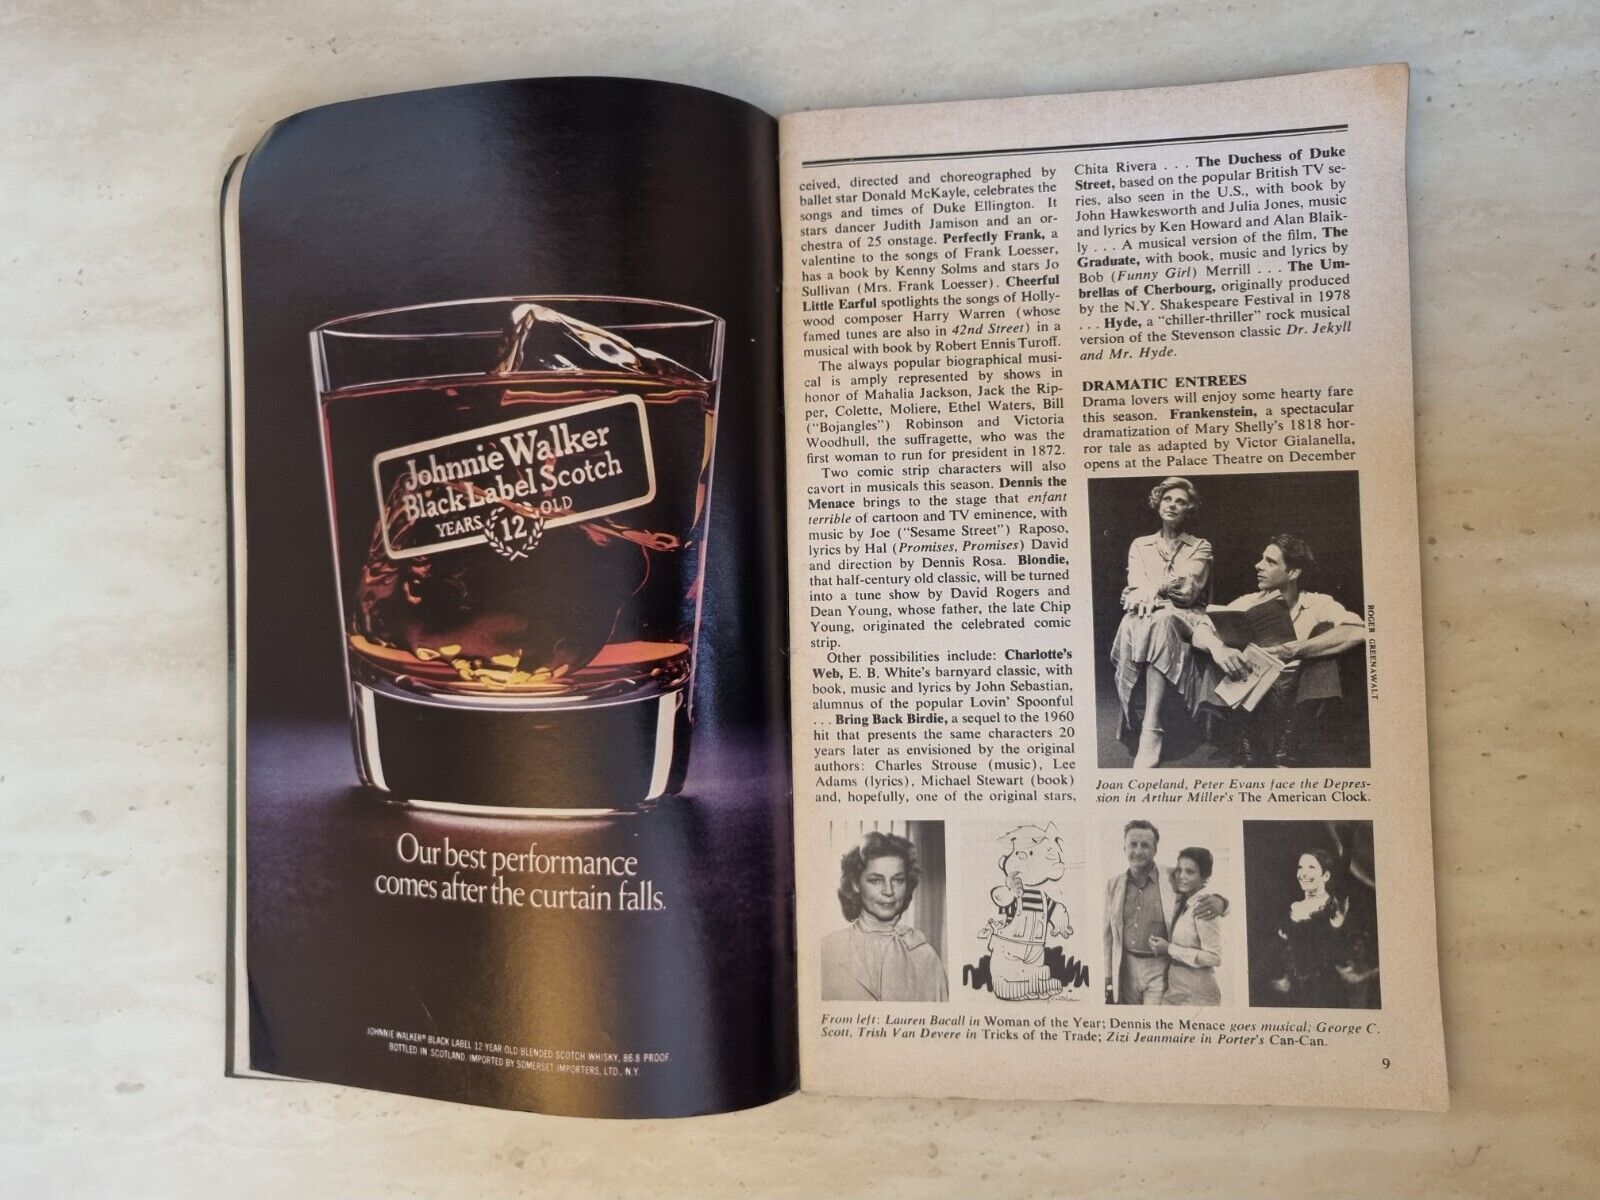 Johnnie Walker
Black Label Scotch
YEARS 12 OLD
Our best performance
comes after the curtain falls.
JOHNNIE WALKER® BLACK LABEL 12 YEAR OLD BLENDED SCOTCH WHISKY, 86.8 PROOF.
BOTTLED IN SCOTLAND. IMPORTED BY SOMERSET IMPORTERS, LTD., N.Y.
ceived, directed and choreographed by
ballet star Donald McKayle, celebrates the
songs and times of Duke Ellington. It
stars dancer Judith Jamison and an or-
chestra of 25 onstage. Perfectly Frank, a
valentine to the songs of Frank Loesser,
has a book by Kenny Solms and stars Jo
Sullivan (Mrs. Frank Loesser). Cheerful
Little Earful spotlights the songs of Holly-
wood composer Harry Warren (whose
famed tunes are also in 42nd Street) in a
musical with book by Robert Ennis Turoff.
The always popular biographical musi-
cal is amply represented by shows in
honor of Mahalia Jackson, Jack the Rip-
per, Colette, Moliere, Ethel Waters, Bill
("Bojangles") Robinson and Victoria
Woodhull, the suffragette, who was the
first woman to run for president in 1872.
Two comic strip characters will also
cavort in musicals this season. Dennis the
Menace brings to the stage that enfant
terrible of cartoon and TV eminence, with
music by Joe ("Sesame Street") Raposo,
lyrics by Hal (Promises, Promises) David
and direction by Dennis Rosa. Blondie,
that half-century old classic, will be turned
into a tune show by David Rogers and
Dean Young, whose father, the late Chip
Young, originated the celebrated comic
strip.
Other possibilities include: Charlotte's
Web, E. B. White's barnyard classic, with
book, music and lyrics by John Sebastian,
alumnus of the popular Lovin' Spoonful
. . . Bring Back Birdie, a sequel to the 1960
hit that presents the same characters 20
years later as envisioned by the original
authors: Charles Strouse (music), Lee
Adams (lyrics), Michael Stewart (book)
and, hopefully, one of the original stars,
Chita Rivera . . . The Duchess of Duke
Street, based on the popular British TV se-
ries, also seen in the U.S., with book by
John Hawkesworth and Julia Jones, music
and lyrics by Ken Howard and Alan Blaik-
ly . . . A musical version of the film, The
Graduate, with book, music and lyrics by
Bob (Funny Girl) Merrill . . . The Um-
brellas of Cherbourg, originally produced
by the N.Y. Shakespeare Festival in 1978
. . . Hyde, a "chiller-thriller" rock musical
version of the Stevenson classic Dr. Jekyll
and Mr. Hyde.
DRAMATIC ENTREES
Drama lovers will enjoy some hearty fare
this season. Frankenstein, a spectacular
dramatization of Mary Shelly's 1818 hor-
ror tale as adapted by Victor Gialanella,
opens at the Palace Theatre on December
ROGER GREENAWALT
Joan Copeland, Peter Evans face the Depres-
sion in Arthur Miller's The American Clock.
From left: Lauren Bacall in Woman of the Year; Dennis the Menace goes musical; George C.
Scott, Trish Van Devere in Tricks of the Trade; Zizi Jeanmaire in Porter's Can-Can.
9